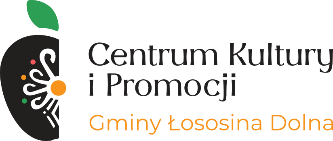 Centrum Kultury
i Promocji
Gminy Łososina Dolna